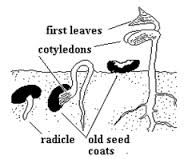 first leaves
cotyledons
radicle
old seed
coats